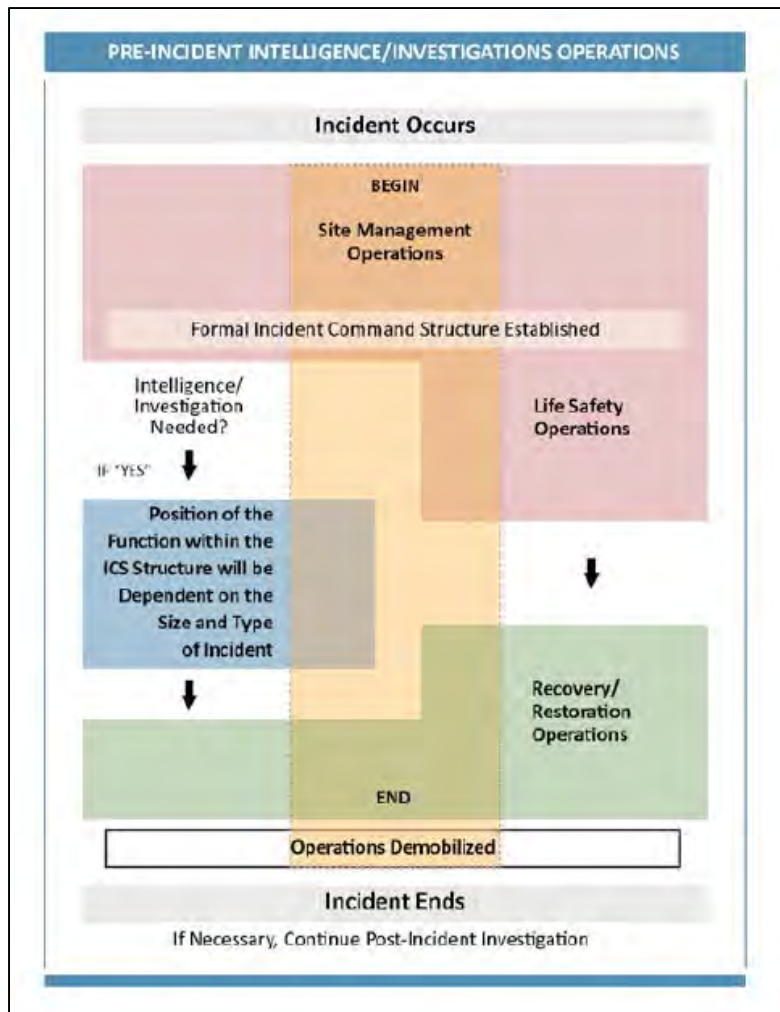 PRE-INCIDENT INTELLIGENCE/INVESTIGATIONS OPERATIONS
Incident Occurs
BEGIN
Site Management
Operations
Formal Incident Command Structure Established
Intelligence/
Investigation
Needed?
IF "YES"
Life Safety
Operations
Position of the
Function within the
ICS Structure will be
Dependent on the
Size and Type
of Incident
Recovery/
Restoration
Operations
END
Operations Demobilized
Incident Ends
If Necessary, Continue Post-Incident Investigation